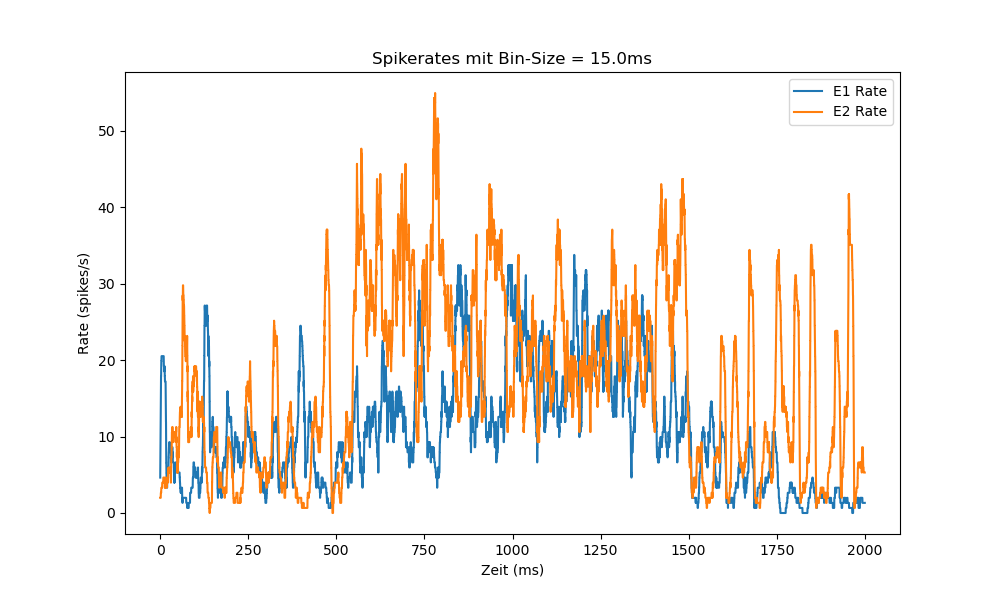 Spikerates mit Bin-Size = 15.0ms
E1 Rate
E2 Rate
Rate (spikes/s)
50
40
30
20
10
0
0 250 500 750 1000 1250 1500 1750 2000
Zeit (ms)